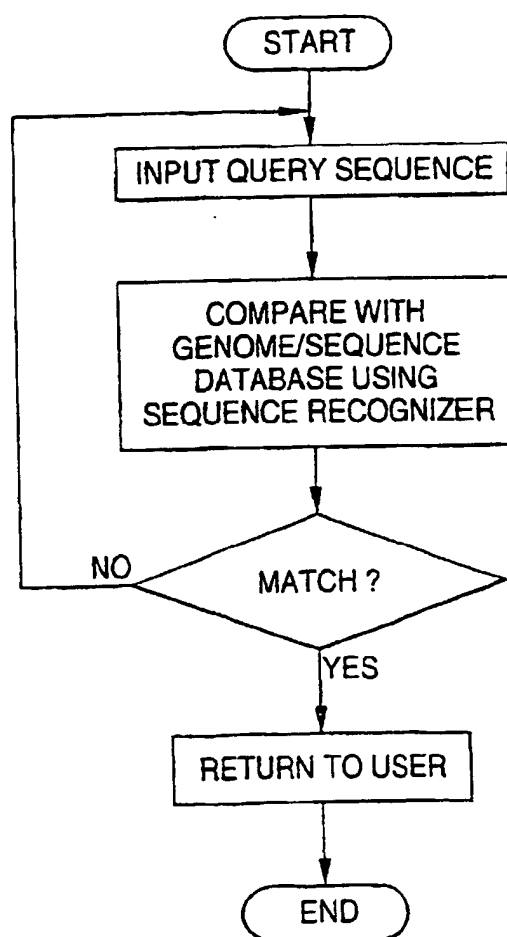 START
INPUT QUERY SEQUENCE
COMPARE WITH
GENOME/SEQUENCE
DATABASE USING
SEQUENCE RECOGNIZER
NO
MATCH ?
YES
RETURN TO USER
END